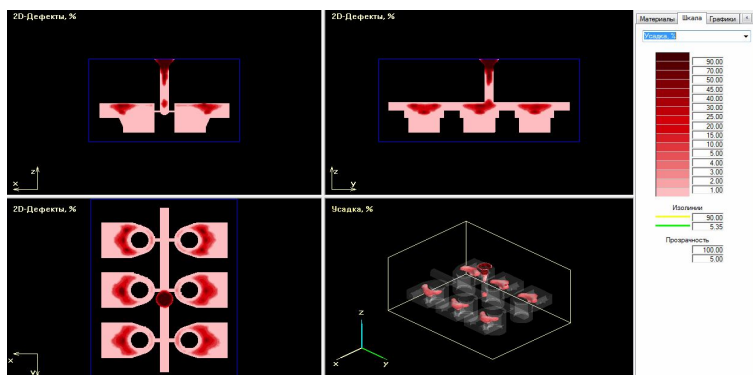 2D-Дефекты, %
z
x
2D-Дефекты, %
z
y
2D-Дефекты, %
x
y
Усадка, %
z
x
y
Материалы Шкала Графики
Усадка, %
90.00
70.00
50.00
45.00
40.00
30.00
25.00
20.00
15.00
10.00
5.00
4.00
3.00
2.00
1.00
Изолинии
90.00
5.35
Прозрачность
100.00
5.00